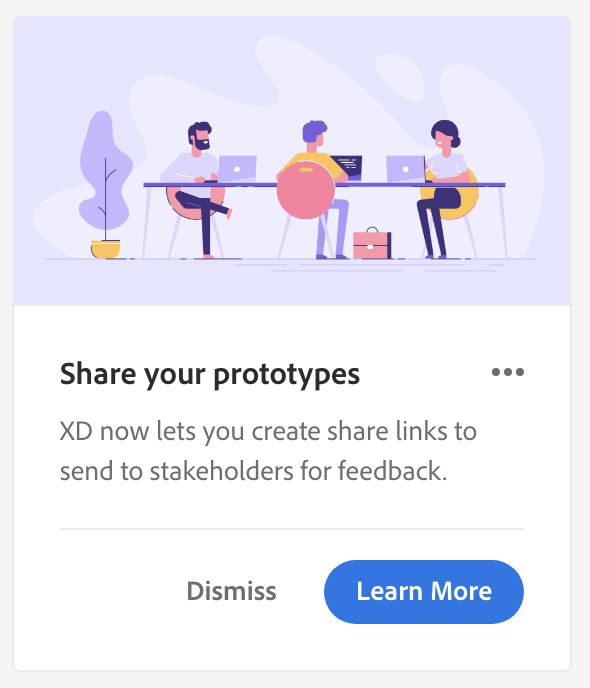 Share your prototypes
XD now lets you create share links to
send to stakeholders for feedback.
Dismiss
Learn More